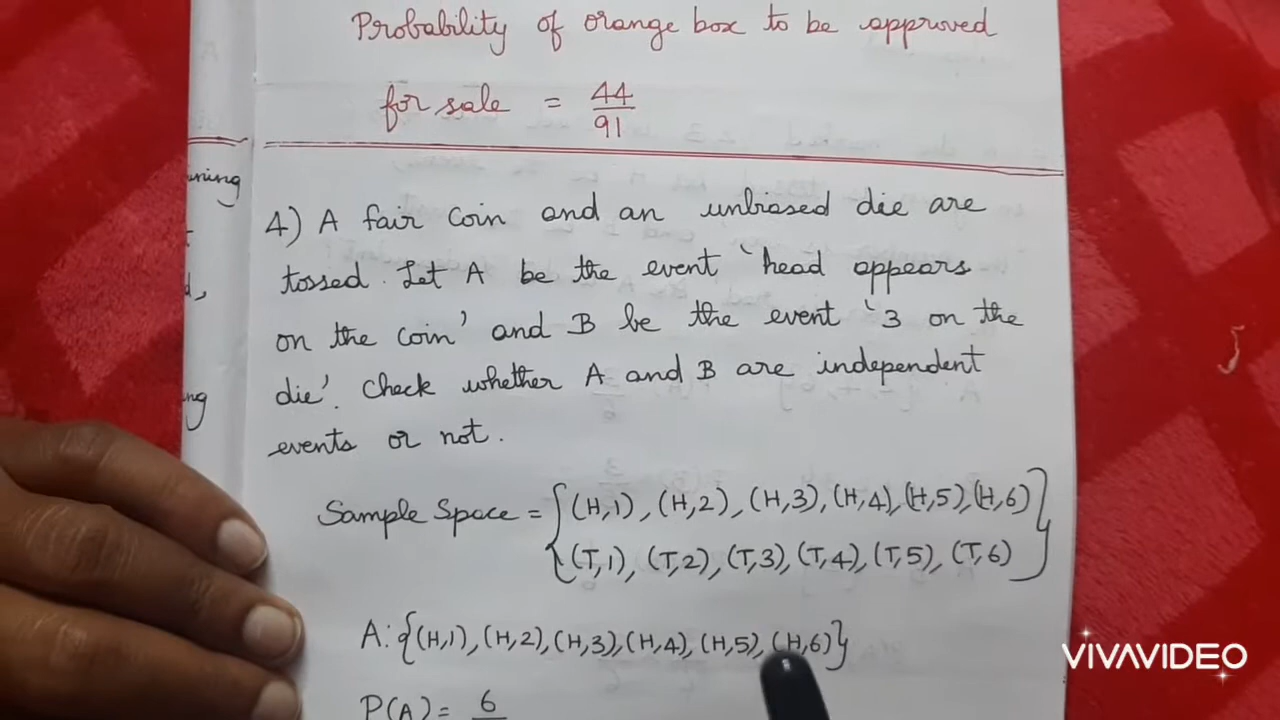 Probability of orange box to be approved
for sale = 44/91
4) A fair coin and an unbiased die are
tossed. Let A be the event 'head appears
on the coin' and B be the event '3 on the
die'. Check whether A and B are independent
events or not.
Sample Space = {(H,1), (H,2), (H,3), (H,4), (H,5), (H,6)
(T,1), (T,2), (T,3), (T,4), (T,5), (T,6)}
A: {(H,1), (H,2), (H,3), (H,4), (H,5), (H,6)}
P(A) = 6
VIVAVIDEO